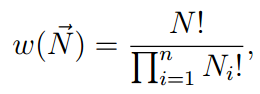 $w(\vec{N}) = \frac{N!}{\prod_{i=1}^{n} N_i!},$